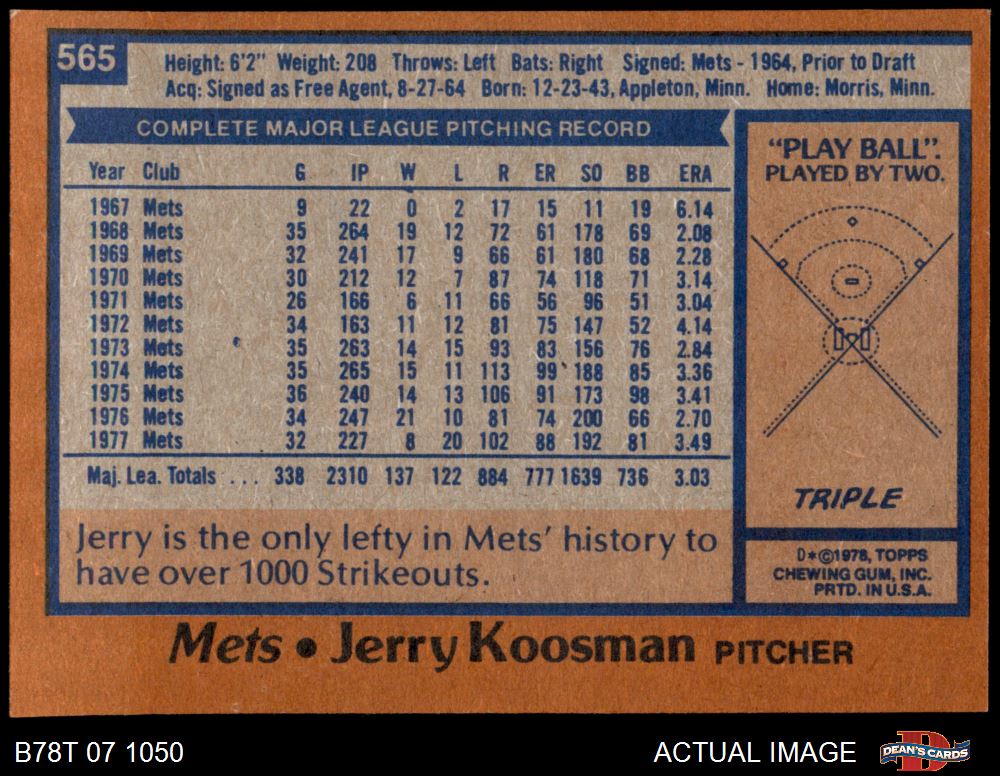 565
Height: 6'2" Weight: 208 Throws: Left Bats: Right Signed: Mets - 1964, Prior to Draft
Acq: Signed as Free Agent, 8-27-64 Born: 12-23-43, Appleton, Minn. Home: Morris, Minn.
COMPLETE MAJOR LEAGUE PITCHING RECORD
Year Club G IP W L R ER SO BB ERA
1967 Mets 9 22 0 2 17 15 11 19 6.14
1968 Mets 35 264 19 12 72 61 178 69 2.08
1969 Mets 32 241 17 9 66 61 180 68 2.28
1970 Mets 30 212 12 7 87 74 118 71 3.14
1971 Mets 26 166 6 11 66 56 96 51 3.04
1972 Mets 34 163 11 12 81 75 147 52 4.14
1973 Mets 35 263 14 15 93 83 156 76 2.84
1974 Mets 35 265 15 11 113 99 188 85 3.36
1975 Mets 36 240 14 13 106 91 173 98 3.41
1976 Mets 34 247 21 10 81 74 200 66 2.70
1977 Mets 32 227 8 20 102 88 192 81 3.49
Maj. Lea. Totals ... 338 2310 137 122 884 777 1639 736 3.03
Jerry is the only lefty in Mets' history to
have over 1000 Strikeouts.
"PLAY BALL".
PLAYED BY TWO.
TRIPLE
D*©1978, TOPPS
CHEWING GUM, INC.
PRTD. IN U.S.A.
Mets • Jerry Koosman PITCHER
B78T 07 1050
ACTUAL IMAGE
D
DEAN'S CARDS